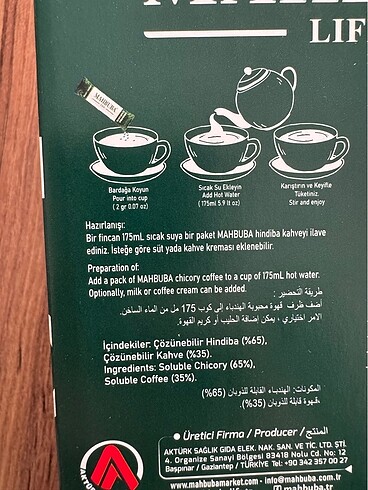 LIF
MAHBUBA
Bardağa Koyun
Pour into cup
( 2 gr 0.07 oz)
Sıcak Su Ekleyin
Add Hot Water
(175ml 5.9 lt oz)
Karıştırın ve Keyifle
Tüketiniz.
Stir and enjoy
Hazırlanışı:
Bir fincan 175mL sıcak suya bir paket MAHBUBA hindiba kahveyi ilave
ediniz. İsteğe göre süt yada kahve kreması eklenebilir.
Preparation of:
Add a pack of MAHBUBA chicory coffee to a cup of 175mL hot water.
Optionally, milk or coffee cream can be added.
طريقة التحضير :
أضف ظرف قهوة محبوبة الهندباء إلى كوب 175 مل من الماء الساخن.
الامر اختياري ، يمكن إضافة الحليب أو كريم القهوة.
İçindekiler: Çözünebilir Hindiba (%65),
Çözünebilir Kahve (%35).
Ingredients: Soluble Chicory (65%),
Soluble Coffee (35%).
المكونات: الهندباء القابلة للذوبان (65%)
،قهوة قابلة للذوبان (35%).
• Üretici Firma / Producer / المنتج •
AKTÜRK SAĞLIK GIDA ELEK. NAK. SAN. VE TİC. LTD. ŞTİ.
4. Organize Sanayi Bölgesi 83418 Nolu Cd. No: 12
Başpınar / Gaziantep / TÜRKİYE Tel: +90 342 357 00 27
www.mahbubamarket.com - info@mahbuba.com.tr
mahbuba.tr